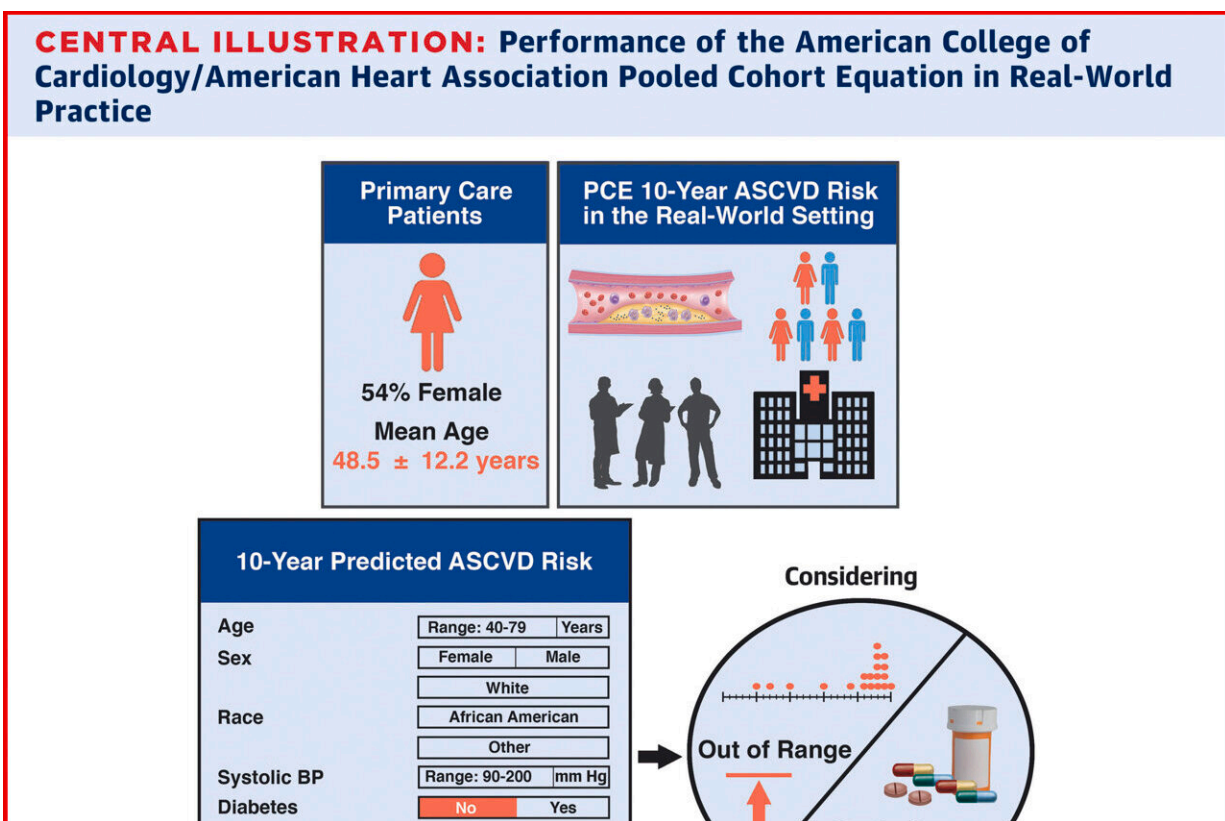 CENTRAL ILLUSTRATION: Performance of the American College of
Cardiology/American Heart Association Pooled Cohort Equation in Real-World
Practice
Primary Care
Patients
54% Female
Mean Age
48.5 ± 12.2 years
PCE 10-Year ASCVD Risk
in the Real-World Setting
10-Year Predicted ASCVD Risk
Age Range: 40-79 Years
Sex Female Male
White
Race African American
Other
Systolic BP Range: 90-200 mm Hg
Diabetes No Yes
Considering
Out of Range